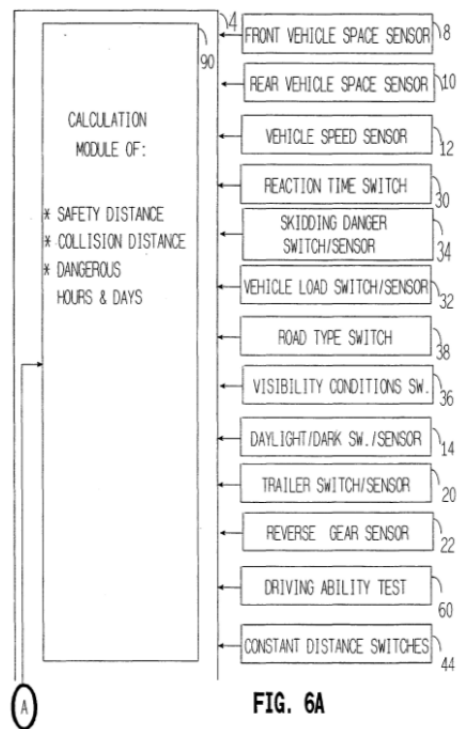 4
90
CALCULATION
MODULE OF:
* SAFETY DISTANCE
* COLLISION DISTANCE
* DANGEROUS
HOURS & DAYS
FRONT VEHICLE SPACE SENSOR 8
REAR VEHICLE SPACE SENSOR 10
VEHICLE SPEED SENSOR 12
REACTION TIME SWITCH 30
SKIDDING DANGER
SWITCH/SENSOR 34
VEHICLE LOAD SWITCH/SENSOR 32
ROAD TYPE SWITCH 38
VISIBILITY CONDITIONS SW. 36
DAYLIGHT/DARK SW./SENSOR 14
TRAILER SWITCH/SENSOR 20
REVERSE GEAR SENSOR 22
DRIVING ABILITY TEST 60
CONSTANT DISTANCE SWITCHES 44
A
FIG. 6A